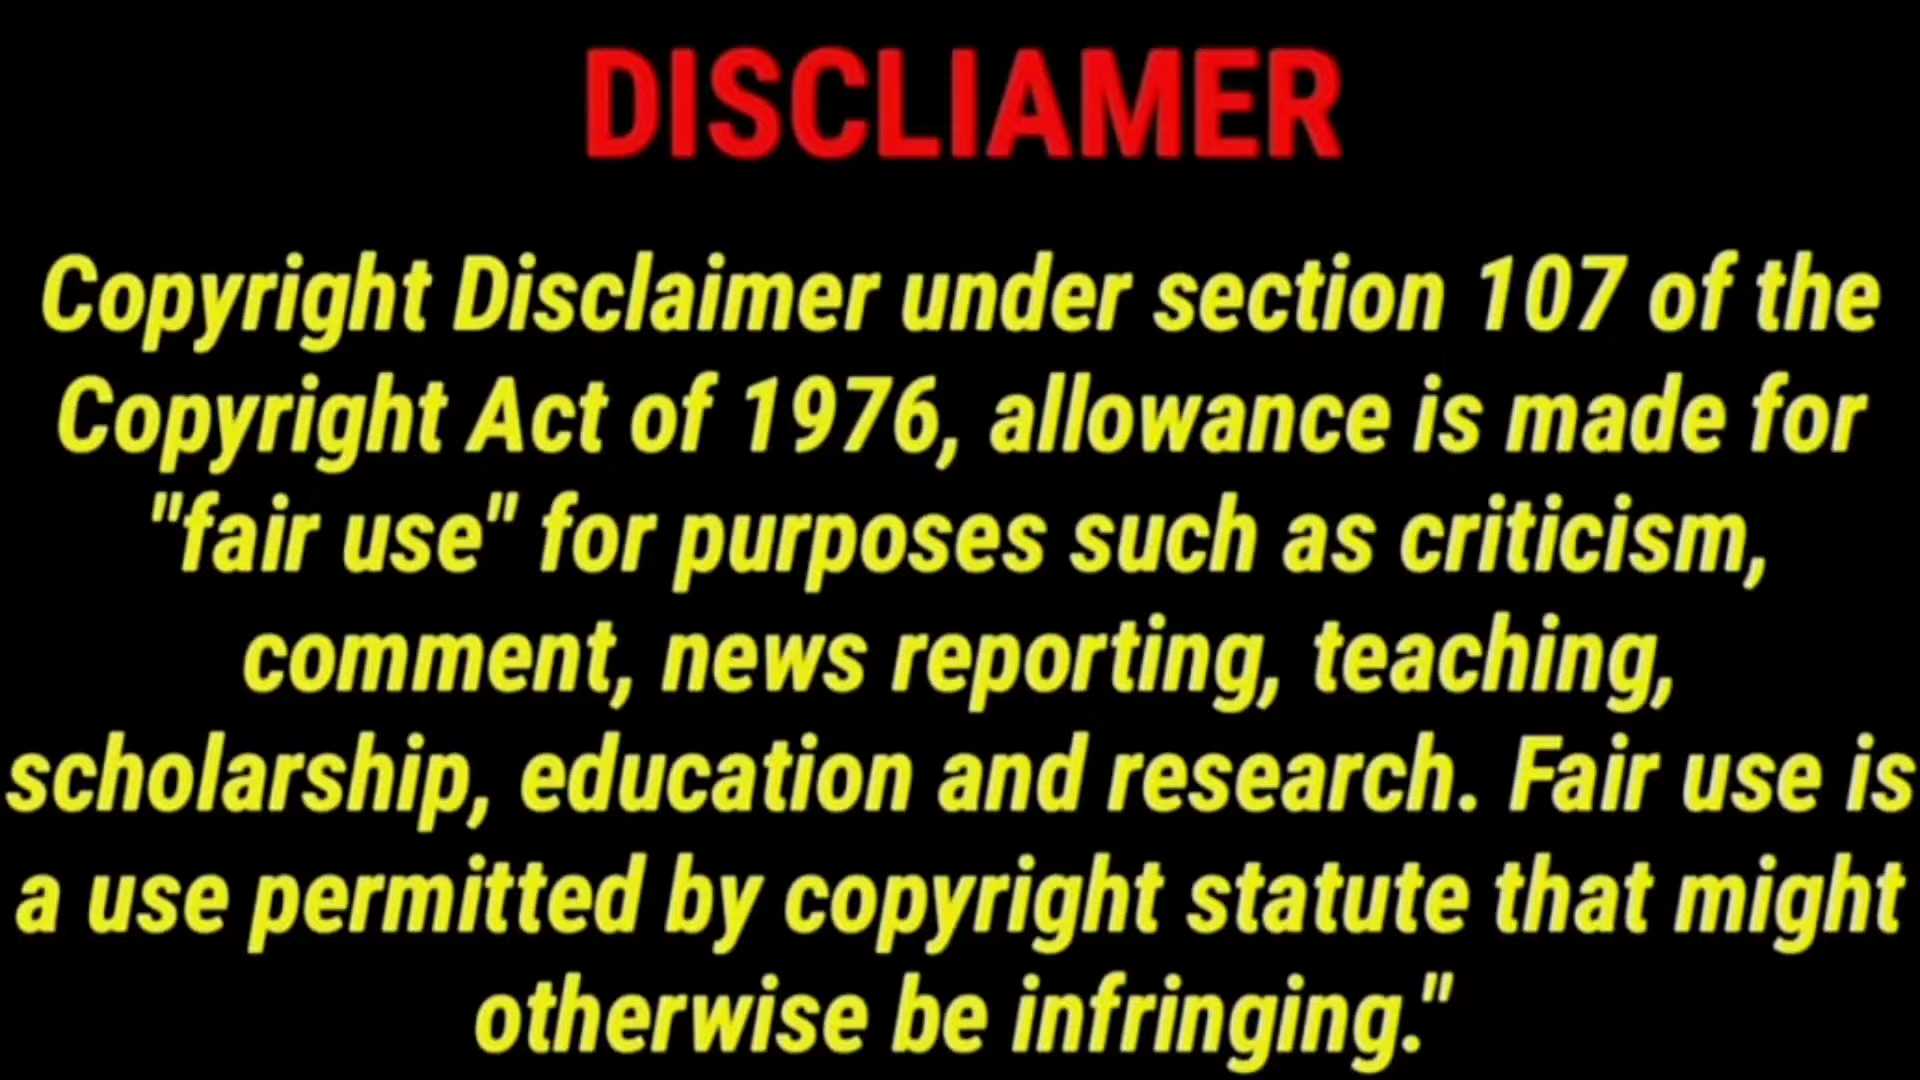 DISCLIAMER
Copyright Disclaimer under section 107 of the
Copyright Act of 1976, allowance is made for
"fair use" for purposes such as criticism,
comment, news reporting, teaching,
scholarship, education and research. Fair use is
a use permitted by copyright statute that might
otherwise be infringing."